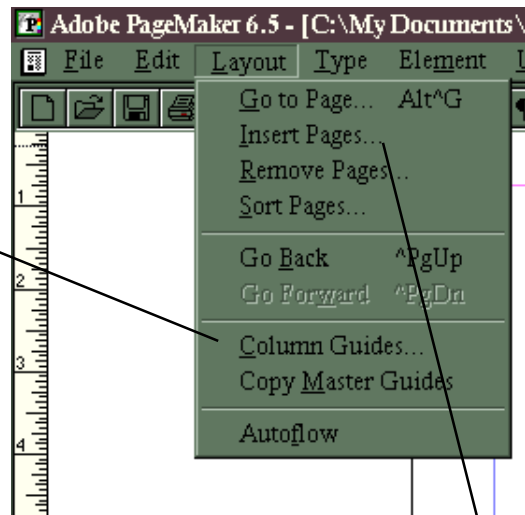 Adobe PageMaker 6.5 - [C:\My Documents\
File Edit Layout Type Element
Go to Page... Alt^G
Insert Pages...
Remove Pages...
Sort Pages...
Go Back ^PgUp
Go Forward ^PgDn
Column Guides...
Copy Master Guides
Autoflow
1
2
3
4